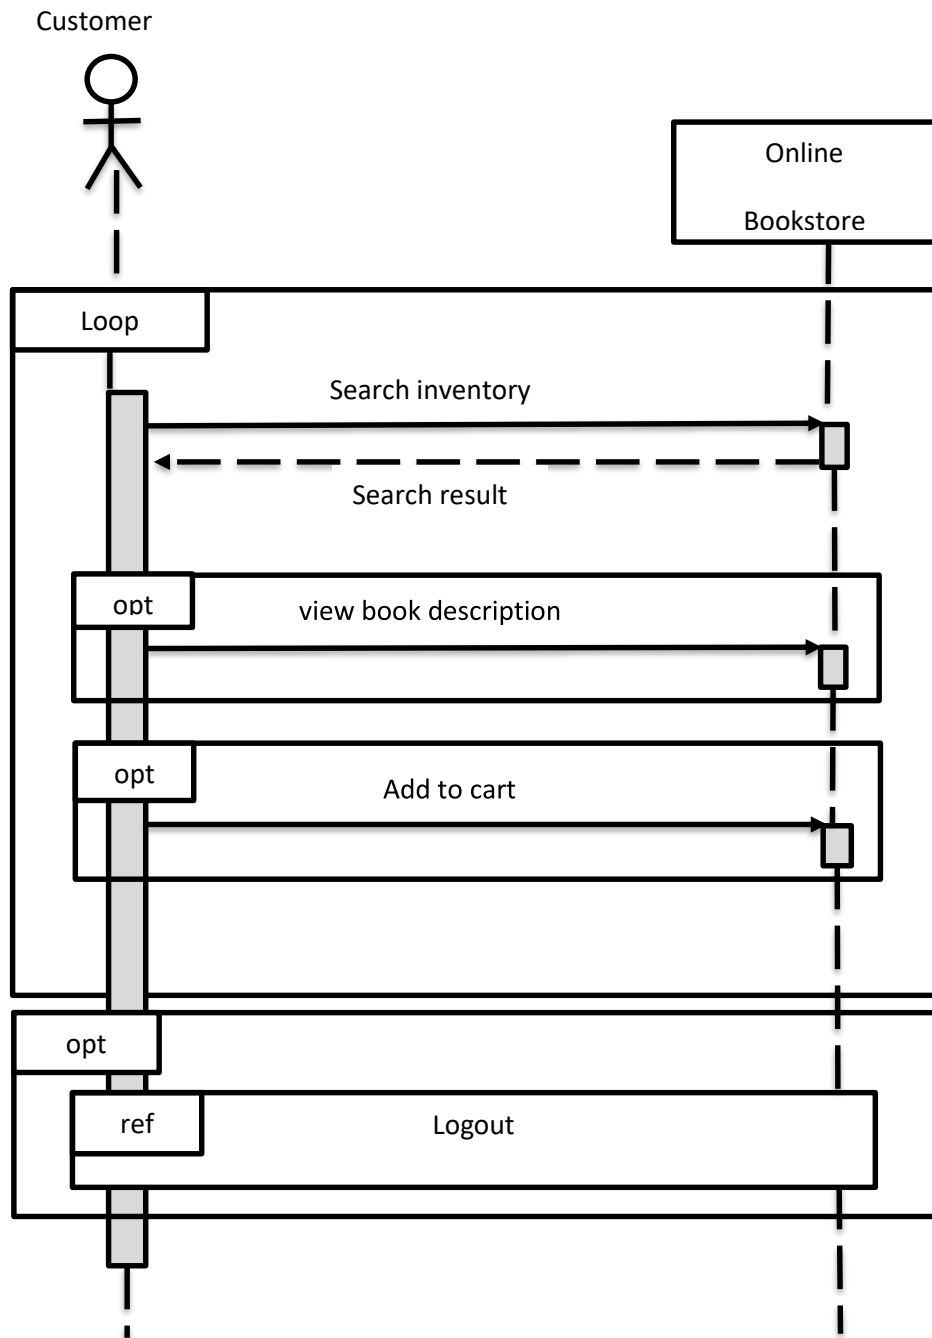 Customer
Online
Bookstore
Loop
Search inventory
Search result
opt
view book description
opt
Add to cart
opt
ref
Logout